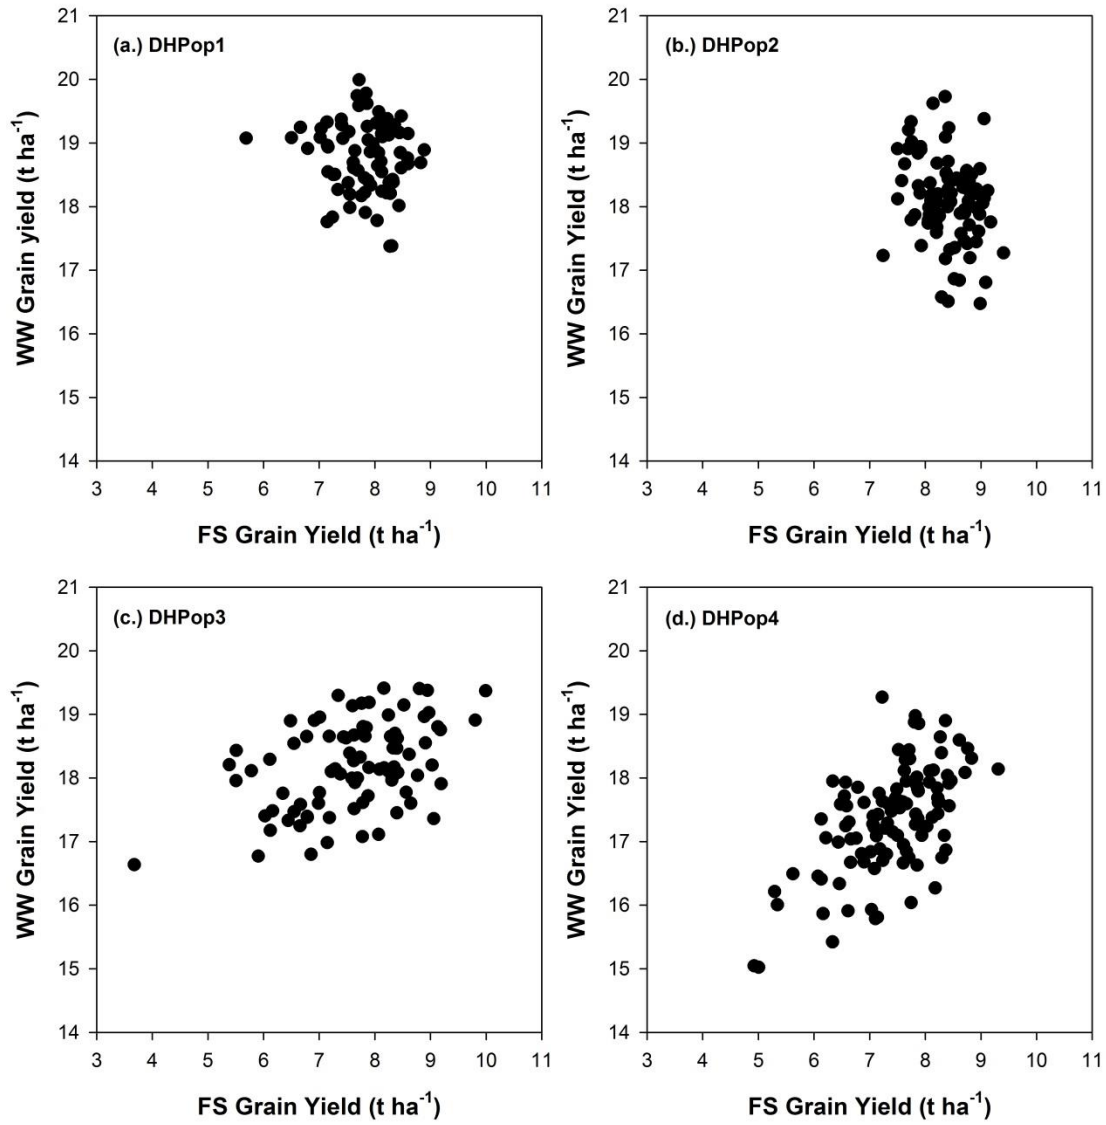 (a.) DHPop1
21
20
19
18
17
16
15
14
WW Grain yield (t ha-1)
3 4 5 6 7 8 9 10 11
FS Grain Yield (t ha-1)
(b.) DHPop2
21
20
19
18
17
16
15
14
WW Grain Yield (t ha-1)
3 4 5 6 7 8 9 10 11
FS Grain Yield (t ha-1)
(c.) DHPop3
21
20
19
18
17
16
15
14
WW Grain Yield (t ha-1)
3 4 5 6 7 8 9 10 11
FS Grain Yield (t ha-1)
(d.) DHPop4
21
20
19
18
17
16
15
14
WW Grain Yield (t ha-1)
3 4 5 6 7 8 9 10 11
FS Grain Yield (t ha-1)